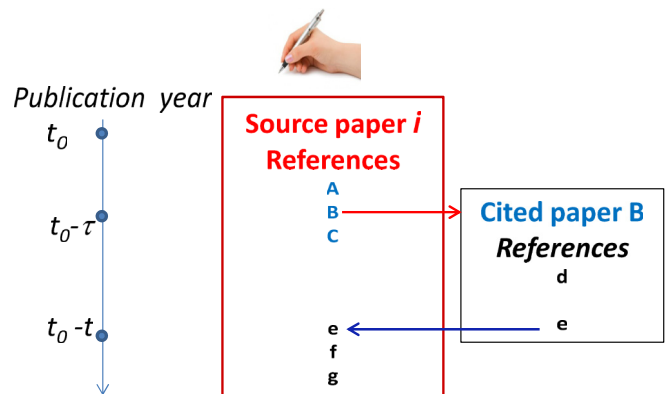 Publication year
t₀
t₀-τ
t₀ -t
Source paper i
References
A
B
C
e
f
g
Cited paper B
References
d
e